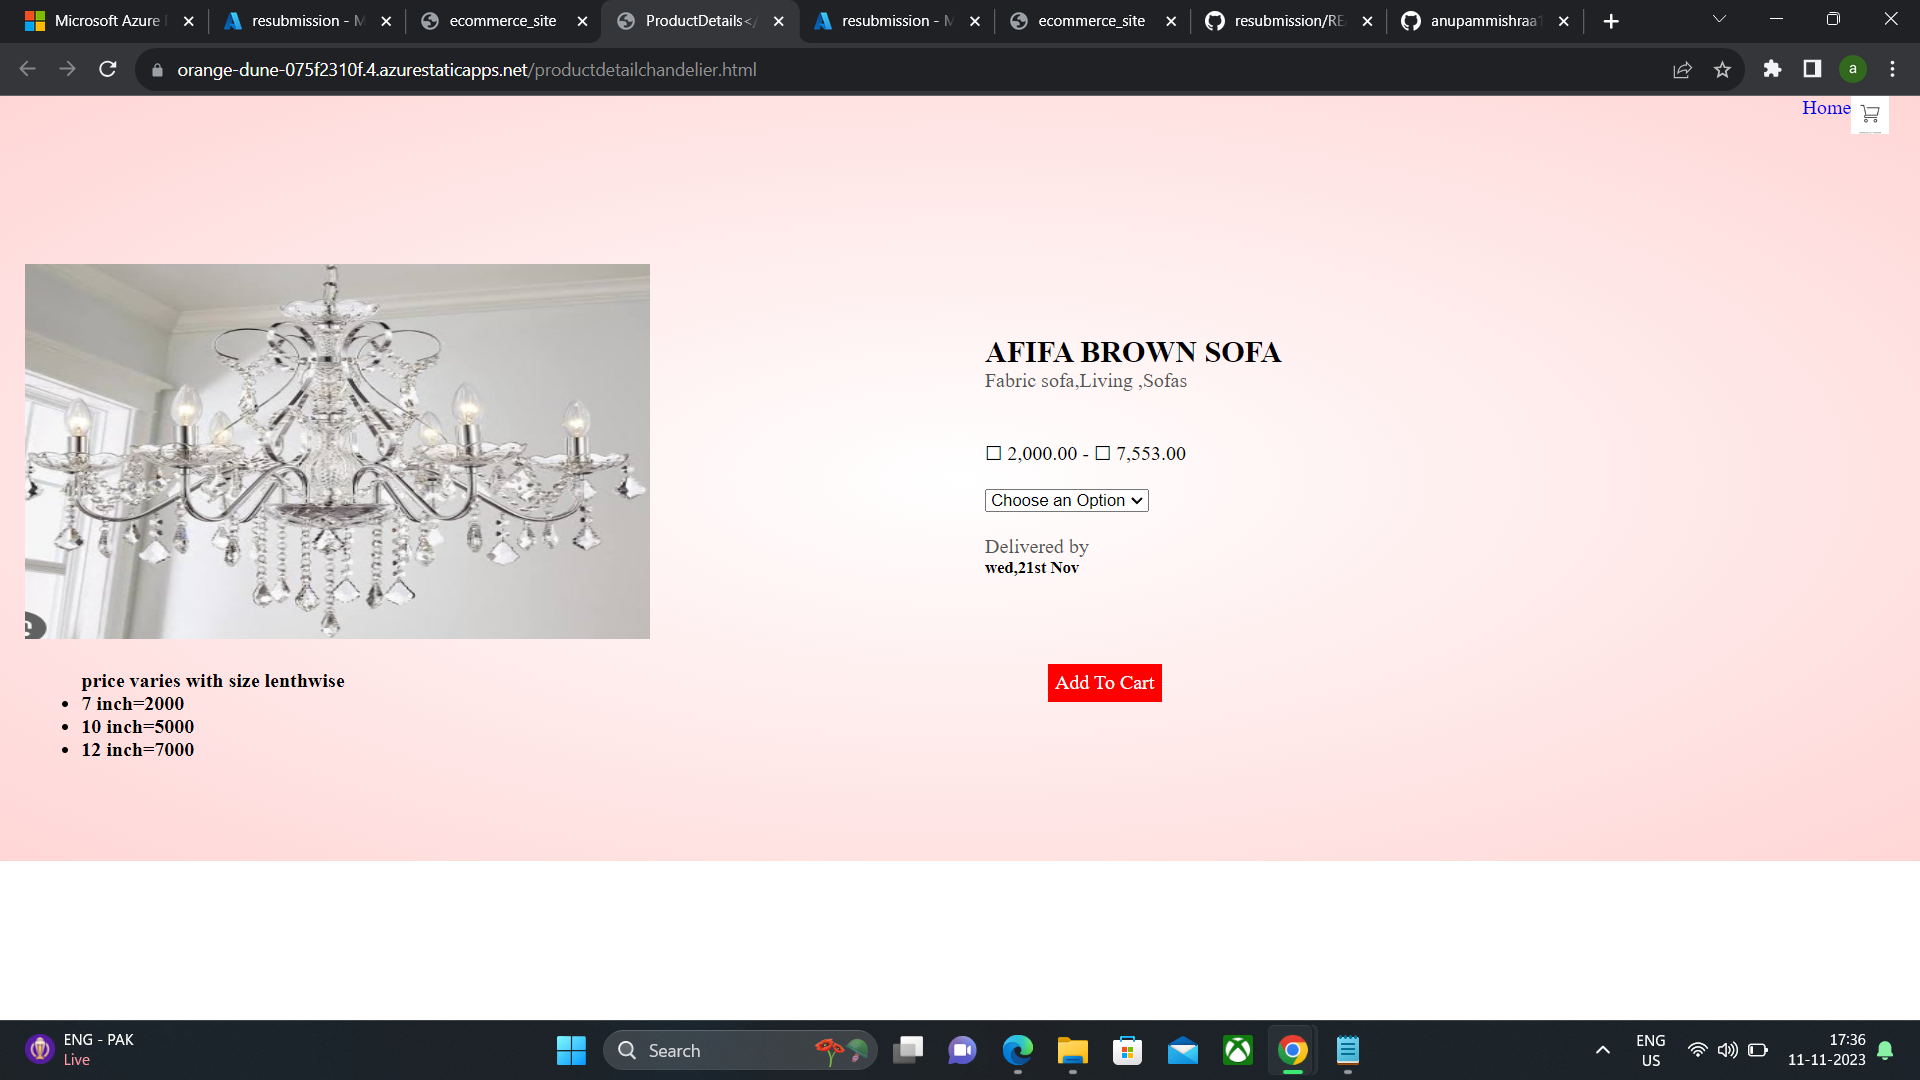 Microsoft Azure
resubmission - M
ecommerce_site
ProductDetails</
resubmission - M
ecommerce_site
resubmission/RE
anupammishraa1
orange-dune-075f2310f.4.azurestaticapps.net/productdetailchandelier.html
a
Home
AFIFA BROWN SOFA
Fabric sofa,Living ,Sofas
☐ 2,000.00 - ☐ 7,553.00
Choose an Option
Delivered by
wed,21st Nov
price varies with size lenthwise
7 inch=2000
10 inch=5000
12 inch=7000
Add To Cart
ENG - PAK
Live
Search
ENG
US
17:36
11-11-2023